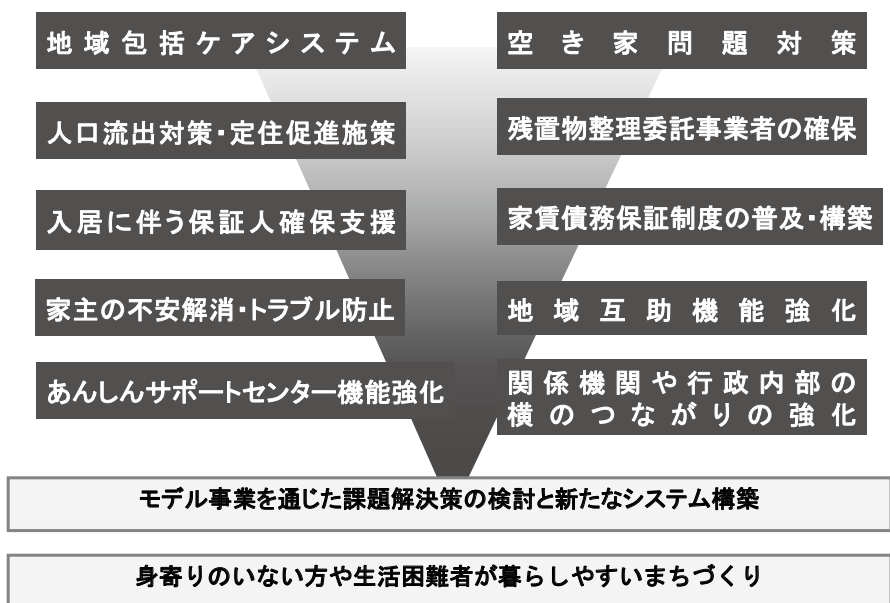 地域包括ケアシステム
空き家問題対策
人口流出対策・定住促進施策
残置物整理委託事業者の確保
入居に伴う保証人確保支援
家賃債務保証制度の普及・構築
家主の不安解消・トラブル防止
地域互助機能強化
あんしんサポートセンター機能強化
関係機関や行政内部の
横のつながりの強化
モデル事業を通じた課題解決策の検討と新たなシステム構築
身寄りのいない方や生活困難者が暮らしやすいまちづくり